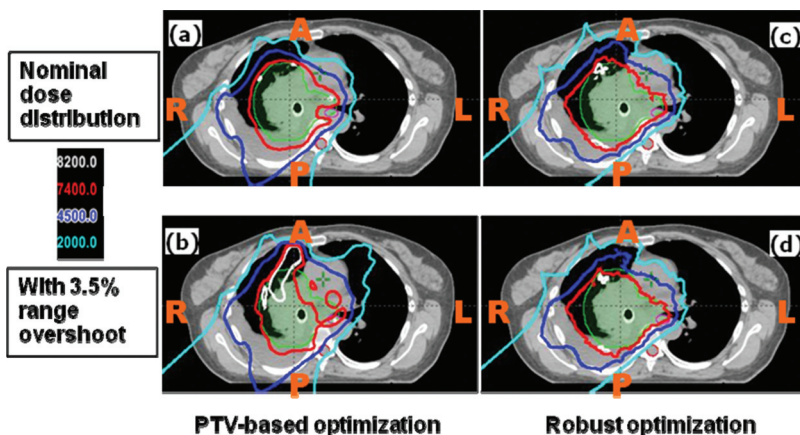 Nominal
dose
distribution
8200.0
7400.0
4500.0
2000.0
With 3.5%
range
overshoot
(a)
A
R
P
(c)
A
L
P
(b)
A
R
P
(d)
A
R
L
P
PTV-based optimization
Robust optimization